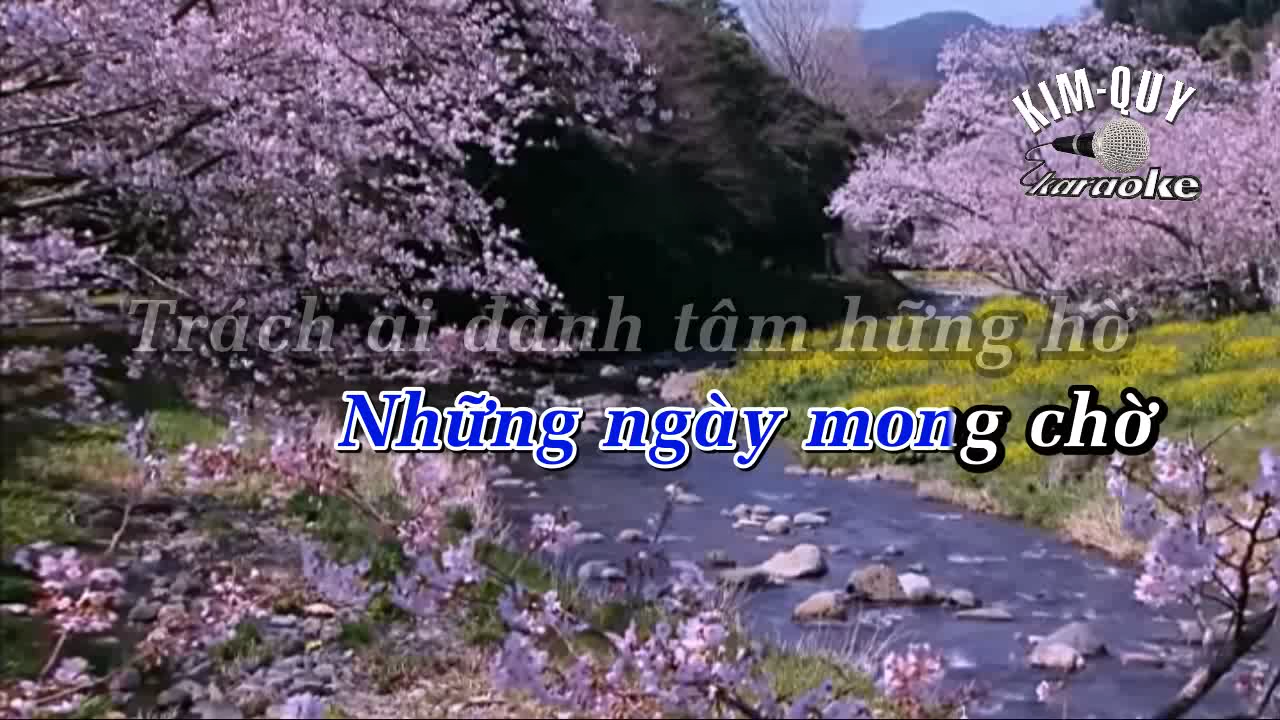 KIM-QUY
karaoke
Trách ai đành tâm hững hờ
Những ngày mong chờ